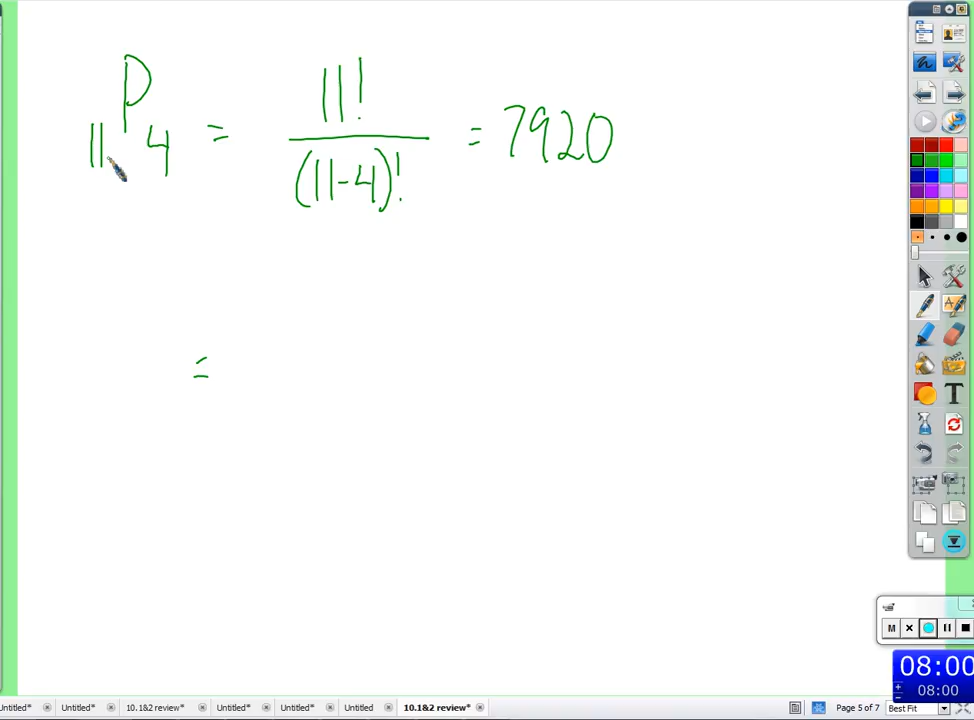 ₁₁P₄ = 11! / (11-4)! = 7920
=
M
08:00
08:00
Untitled* Untitled* 10.1&2 review* Untitled* Untitled* Untitled 10.1&2 review* Page 5 of 7 Best Fit